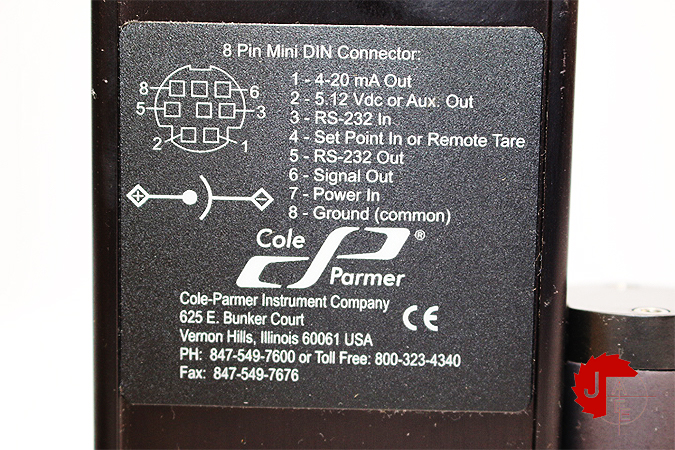 8 Pin Mini DIN Connector:
1 - 4-20 mA Out
2 - 5.12 Vdc or Aux. Out
3 - RS-232 In
4 - Set Point In or Remote Tare
5 - RS-232 Out
6 - Signal Out
7 - Power In
8 - Ground (common)
8 6
5 3
2 1
+ -
Cole ®
Parmer
Cole-Parmer Instrument Company
625 E. Bunker Court
Vernon Hills, Illinois 60061 USA
PH: 847-549-7600 or Toll Free: 800-323-4340
Fax: 847-549-7676
CE
J